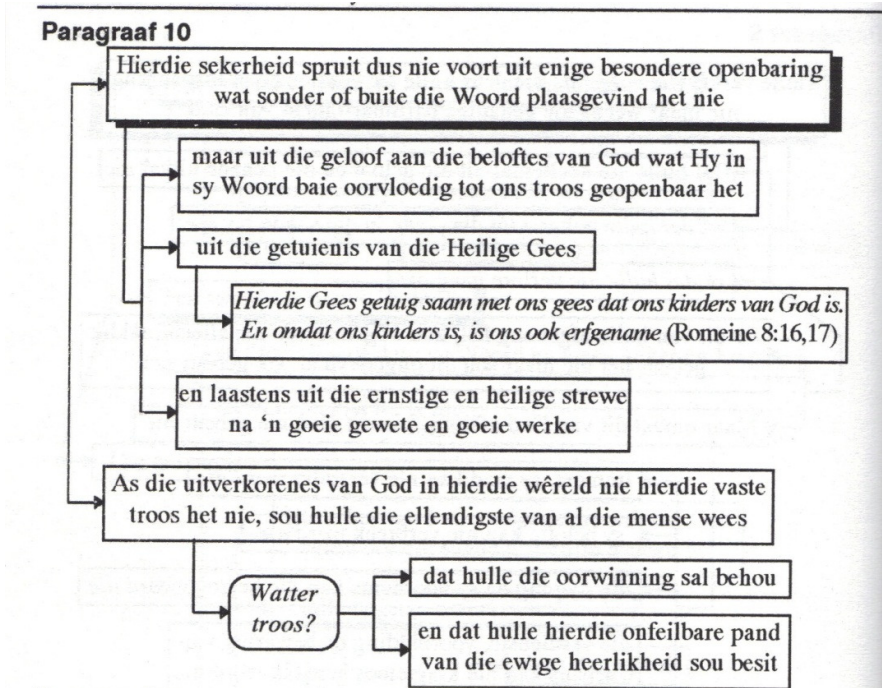 Paragraaf 10
Hierdie sekerheid spruit dus nie voort uit enige besondere openbaring
wat sonder of buite die Woord plaasgevind het nie
maar uit die geloof aan die beloftes van God wat Hy in
sy Woord baie oorvloedig tot ons troos geopenbaar het
uit die getuienis van die Heilige Gees
Hierdie Gees getuig saam met ons gees dat ons kinders van God is.
En omdat ons kinders is, is ons ook erfgename (Romeine 8:16,17)
en laastens uit die ernstige en heilige strewe
na ‘n goeie gewete en goeie werke
As die uitverkorenes van God in hierdie wêreld nie hierdie vaste
troos het nie, sou hulle die ellendigste van al die mense wees
Watter
troos?
dat hulle die oorwinning sal behou
en dat hulle hierdie onfeilbare pand
van die ewige heerlikheid sou besit